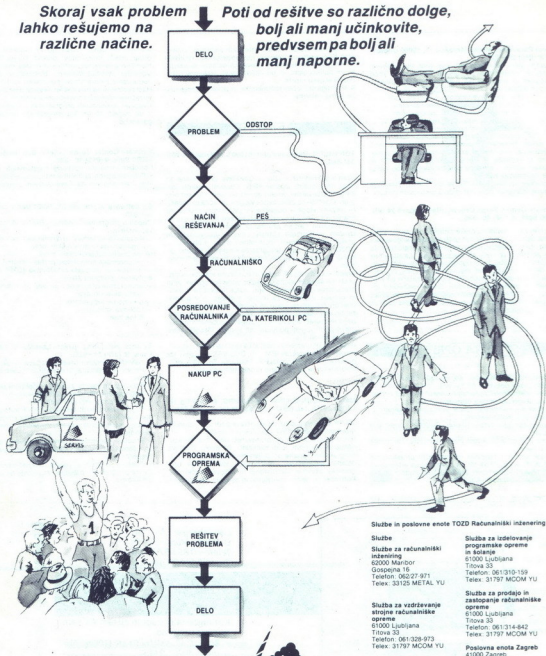 Skoraj vsak problem
lahko rešujemo na
različne načine.
Poti od rešitve so različno dolge,
bolj ali manj učinkovite,
predvsem pa bolj ali
manj naporne.
DELO
PROBLEM
ODSTOP
NAČIN
REŠEVANJA
PEŠ
RAČUNALNIŠKO
POSREDOVANJE
RAČUNALNIKA
DA, KATERIKOLI PC
NAKUP PC
SERVIS
PROGRAMSKA
OPREMA
1
REŠITEV
PROBLEMA
DELO
Službe in poslovne enote TOZD Računalniški inženering
Službe
Službe za računalniški
inženiring
62000 Maribor
Gospejna 16
Telefon: 062/27-971
Telex: 33125 METAL YU
Služba za vzdrževanje
strojne računalniške
opreme
61000 Ljubljana
Titova 33
Telefon: 061/328-973
Telex: 31797 MCOM YU
Služba za izdelovanje
programske opreme
in šolanje
61000 Ljubljana
Titova 33
Telefon: 061/310-159
Telex: 31797 MCOM YU
Služba za prodajo in
zastopanje računalniške
opreme
61000 Ljubljana
Titova 33
Telefon: 061/314-842
Telex: 31797 MCOM YU
Poslovna enota Zagreb
41000 Zagreb